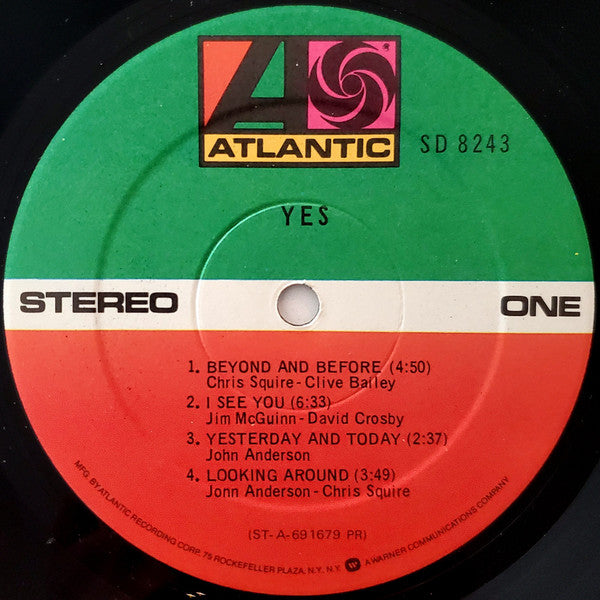 ATLANTIC
®
SD 8243
YES
STEREO
ONE
1. BEYOND AND BEFORE (4:50)
Chris Squire - Clive Bailey
2. I SEE YOU (6:33)
Jim McGuinn - David Crosby
3. YESTERDAY AND TODAY (2:37)
John Anderson
4. LOOKING AROUND (3:49)
Jonn Anderson - Chris Squire
(ST-A-691679 PR)
MFG. BY ATLANTIC RECORDING CORP., 75 ROCKEFELLER PLAZA, N.Y. N.Y. W A WARNER COMMUNICATIONS COMPANY